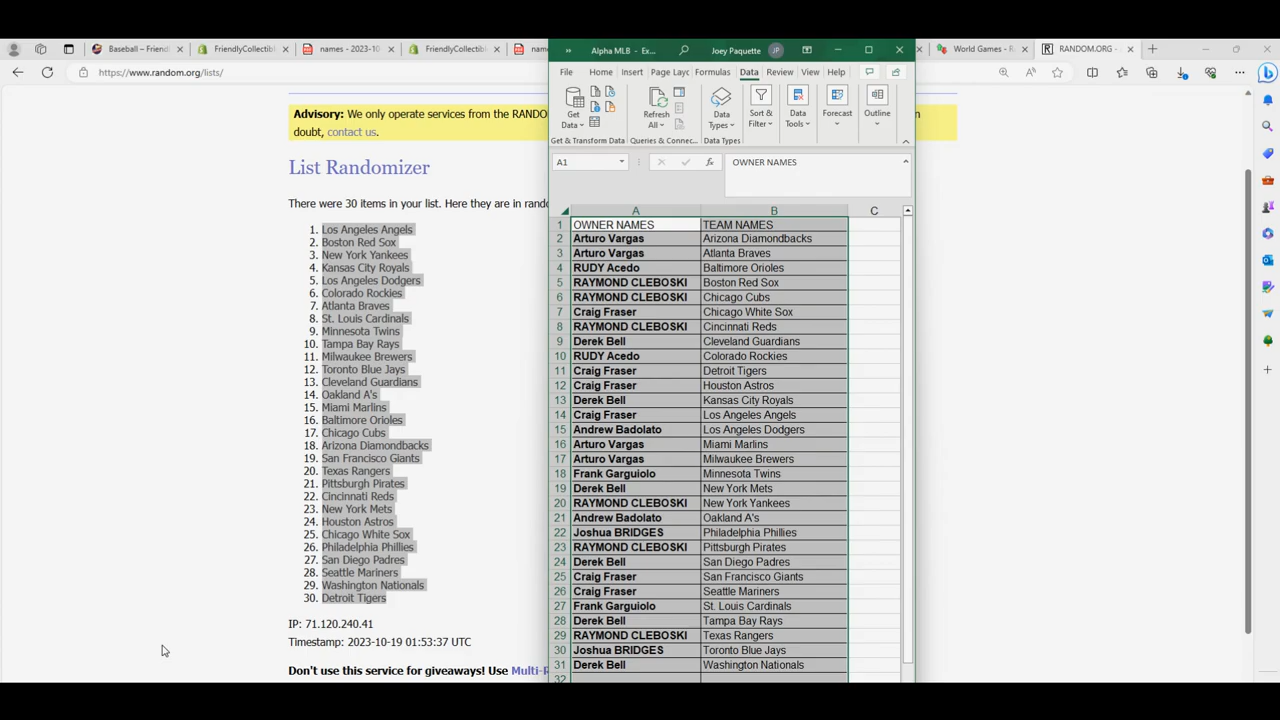 Baseball – Friend
FriendlyCollectibl
names - 2023-10
FriendlyCollectibl
nam
Alpha MLB - Ex...
Joey Paquette
JP
World Games - Ri
RANDOM.ORG -
https://www.random.org/lists/
File Home Insert Page Layc Formulas Data Review View Help
Get Data
Refresh All
Data Types
Sort & Filter
Data Tools
Forecast
Outline
Get & Transform Data
Queries & Connec...
Data Types
A1
OWNER NAMES
Advisory: We only operate services from the RANDO
n
doubt, contact us.
List Randomizer
There were 30 items in your list. Here they are in rando
1. Los Angeles Angels
2. Boston Red Sox
3. New York Yankees
4. Kansas City Royals
5. Los Angeles Dodgers
6. Colorado Rockies
7. Atlanta Braves
8. St. Louis Cardinals
9. Minnesota Twins
10. Tampa Bay Rays
11. Milwaukee Brewers
12. Toronto Blue Jays
13. Cleveland Guardians
14. Oakland A's
15. Miami Marlins
16. Baltimore Orioles
17. Chicago Cubs
18. Arizona Diamondbacks
19. San Francisco Giants
20. Texas Rangers
21. Pittsburgh Pirates
22. Cincinnati Reds
23. New York Mets
24. Houston Astros
25. Chicago White Sox
26. Philadelphia Phillies
27. San Diego Padres
28. Seattle Mariners
29. Washington Nationals
30. Detroit Tigers
IP: 71.120.240.41
Timestamp: 2023-10-19 01:53:37 UTC
Don't use this service for giveaways! Use Multi-R
A B C
1 OWNER NAMES TEAM NAMES
2 Arturo Vargas Arizona Diamondbacks
3 Arturo Vargas Atlanta Braves
4 RUDY Acedo Baltimore Orioles
5 RAYMOND CLEBOSKI Boston Red Sox
6 RAYMOND CLEBOSKI Chicago Cubs
7 Craig Fraser Chicago White Sox
8 RAYMOND CLEBOSKI Cincinnati Reds
9 Derek Bell Cleveland Guardians
10 RUDY Acedo Colorado Rockies
11 Craig Fraser Detroit Tigers
12 Craig Fraser Houston Astros
13 Derek Bell Kansas City Royals
14 Craig Fraser Los Angeles Angels
15 Andrew Badolato Los Angeles Dodgers
16 Arturo Vargas Miami Marlins
17 Arturo Vargas Milwaukee Brewers
18 Frank Garguiolo Minnesota Twins
19 Derek Bell New York Mets
20 RAYMOND CLEBOSKI New York Yankees
21 Andrew Badolato Oakland A's
22 Joshua BRIDGES Philadelphia Phillies
23 RAYMOND CLEBOSKI Pittsburgh Pirates
24 Derek Bell San Diego Padres
25 Craig Fraser San Francisco Giants
26 Craig Fraser Seattle Mariners
27 Frank Garguiolo St. Louis Cardinals
28 Derek Bell Tampa Bay Rays
29 RAYMOND CLEBOSKI Texas Rangers
30 Joshua BRIDGES Toronto Blue Jays
31 Derek Bell Washington Nationals
32